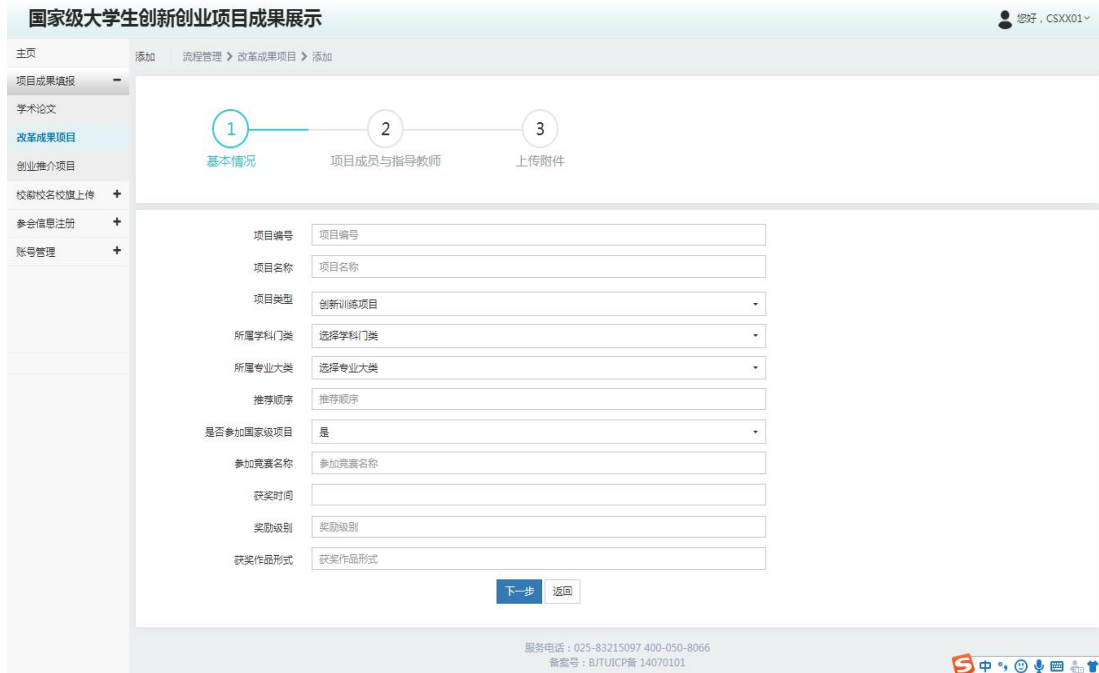 国家级大学生创新创业项目成果展示
您好，CSXX01
主页
项目成果填报
学术论文
改革成果项目
创业推介项目
校徽校名校旗上传
参会信息注册
账号管理
添加 流程管理 > 改革成果项目 > 添加
1 2 3
基本情况 项目成员与指导教师 上传附件
项目编号 项目编号
项目名称 项目名称
项目类型 创新训练项目
所属学科门类 选择学科门类
所属专业大类 选择专业大类
推荐顺序 推荐顺序
是否参加国家级项目 是
参加竞赛名称 参加竞赛名称
获奖时间
奖励级别 奖励级别
获奖作品形式 获奖作品形式
下一步 返回
服务电话：025-83215097 400-050-8066
备案号：BJTUICP备 14070101
中